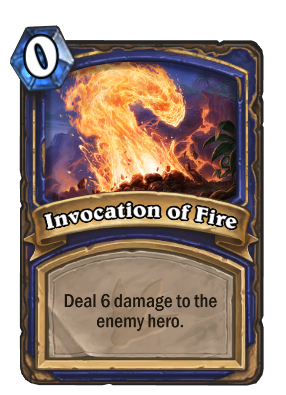 0
Invocation of Fire
Deal 6 damage to the
enemy hero.